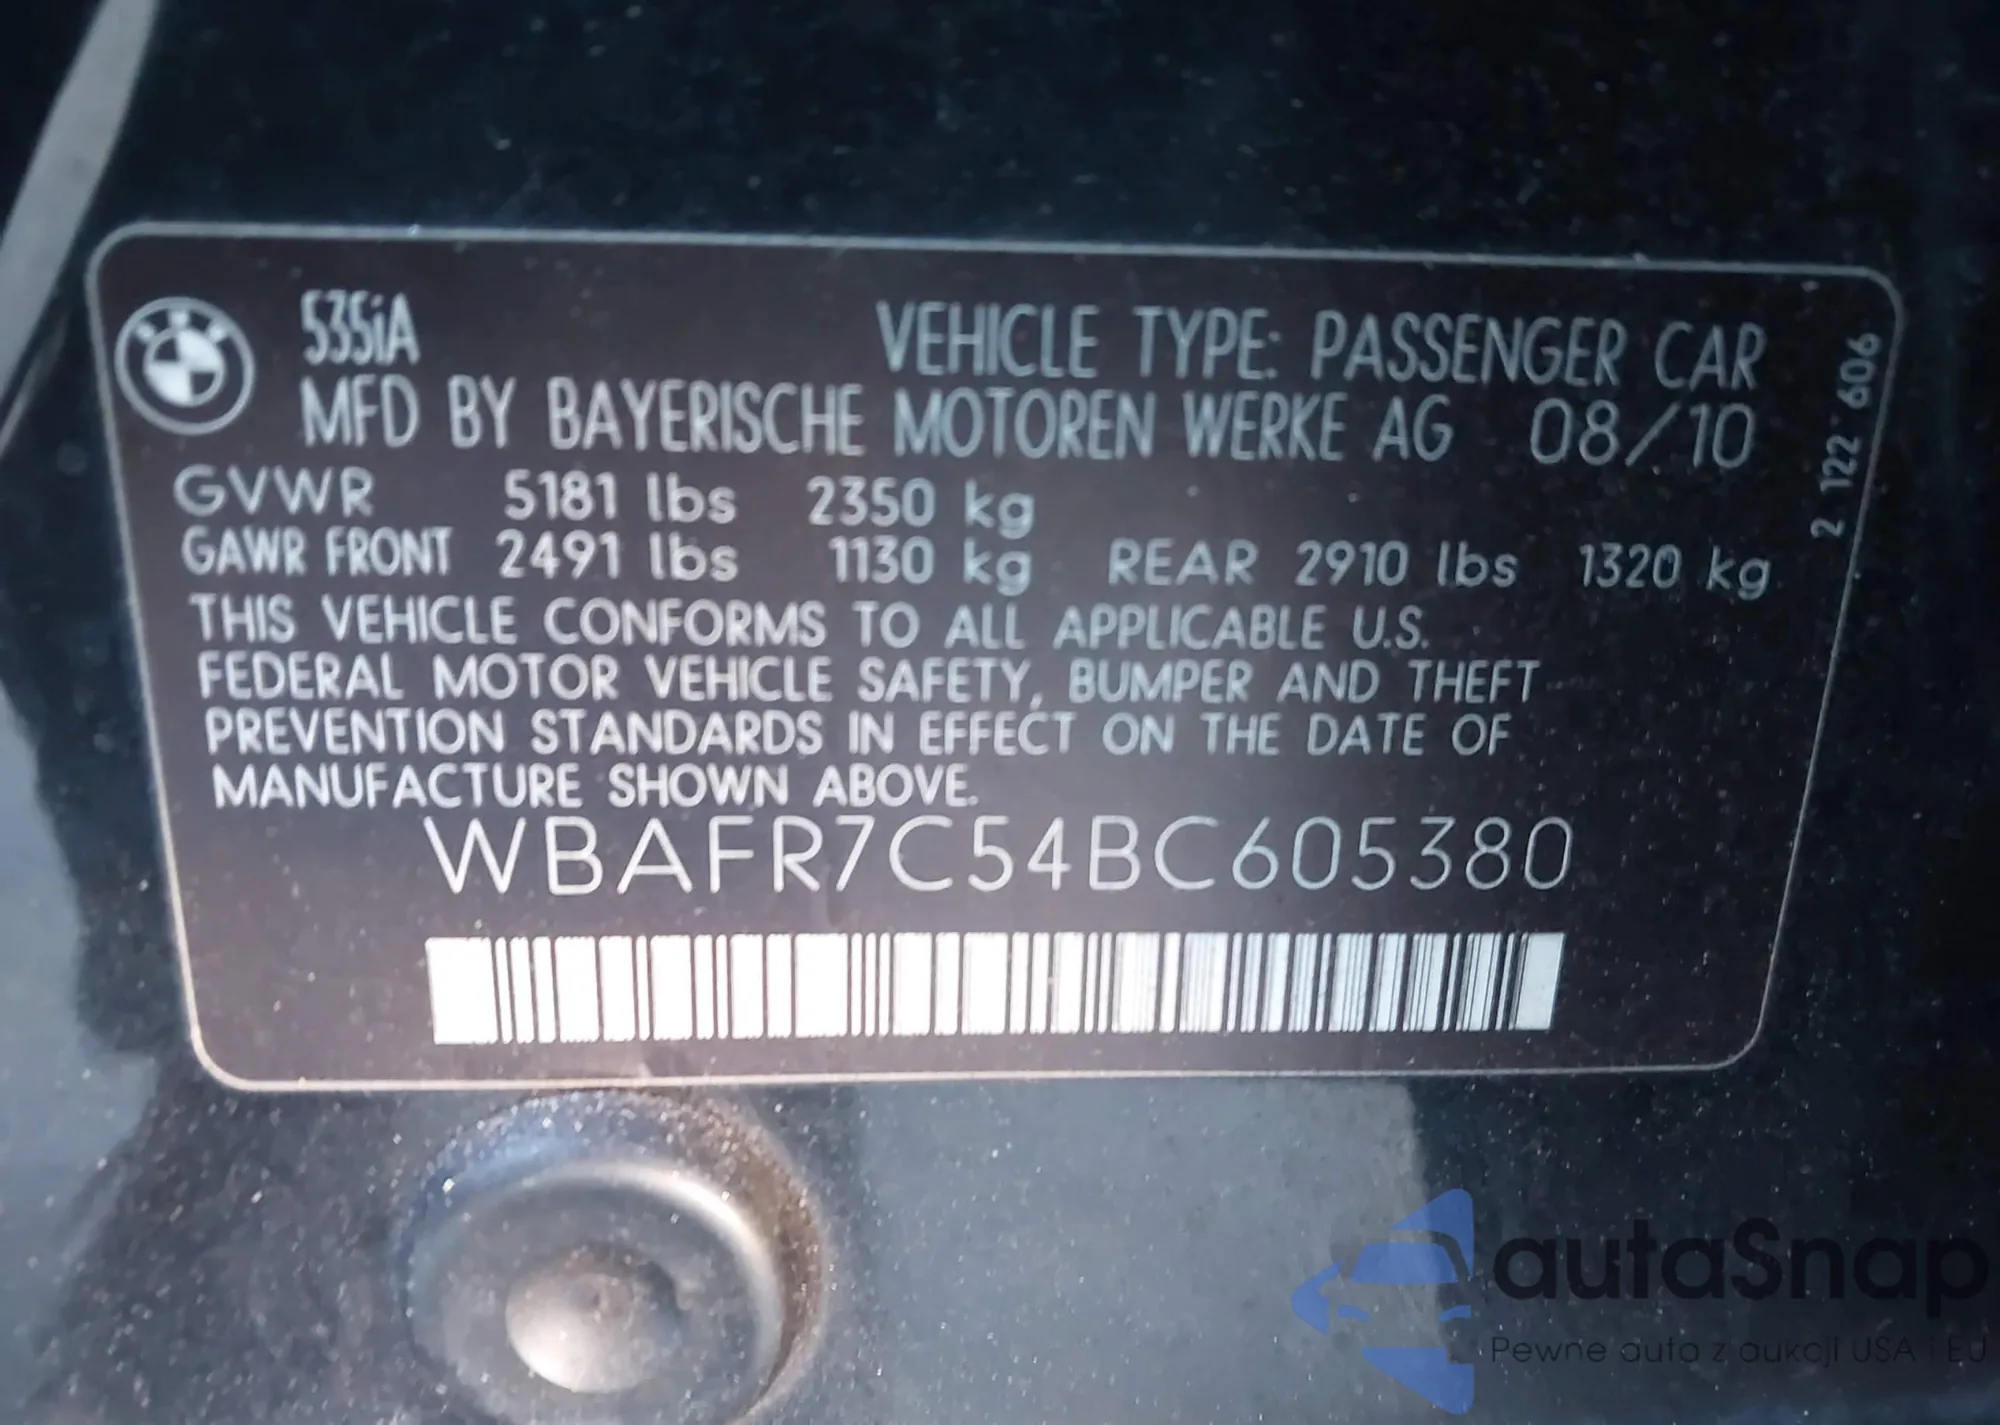 535iA VEHICLE TYPE: PASSENGER CAR
MFD BY BAYERISCHE MOTOREN WERKE AG 08/10
GVWR 5181 lbs 2350 kg
GAWR FRONT 2491 lbs 1130 kg REAR 2910 lbs 1320 kg
THIS VEHICLE CONFORMS TO ALL APPLICABLE U.S.
FEDERAL MOTOR VEHICLE SAFETY, BUMPER AND THEFT
PREVENTION STANDARDS IN EFFECT ON THE DATE OF
MANUFACTURE SHOWN ABOVE.
WBAFR7C54BC605380
2 122 606
autaSnap
Pewne auta z aukcji USA i EU